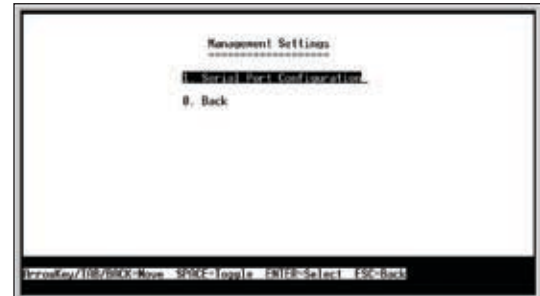 Management Settings
1. Serial Port Configuration
0. Back
ArrowKey/TAB/BACK=Move  SPACE=Toggle  ENTER=Select  ESC=Back